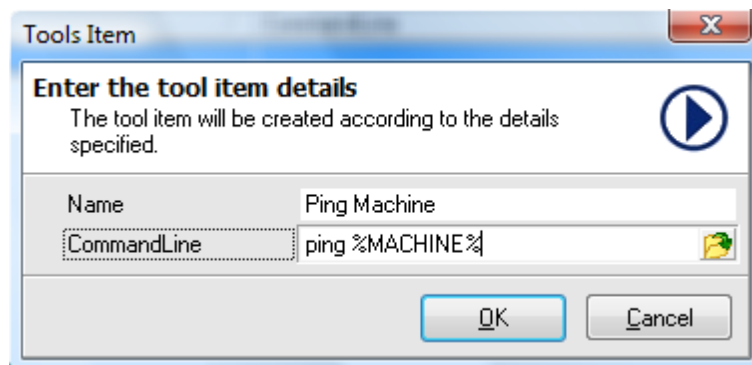 Tools Item
Enter the tool item details
The tool item will be created according to the details
specified.
Name Ping Machine
CommandLine ping %MACHINE%
OK Cancel